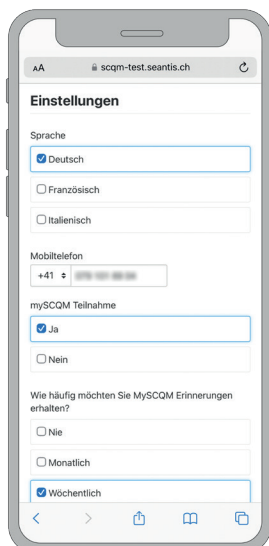 AA scqm-test.seantis.ch
Einstellungen
Sprache
Deutsch
Französisch
Italienisch
Mobiltelefon
+41
mySCQM Teilnahme
Ja
Nein
Wie häufig möchten Sie MySCQM Erinnerungen
erhalten?
Nie
Monatlich
Wöchentlich